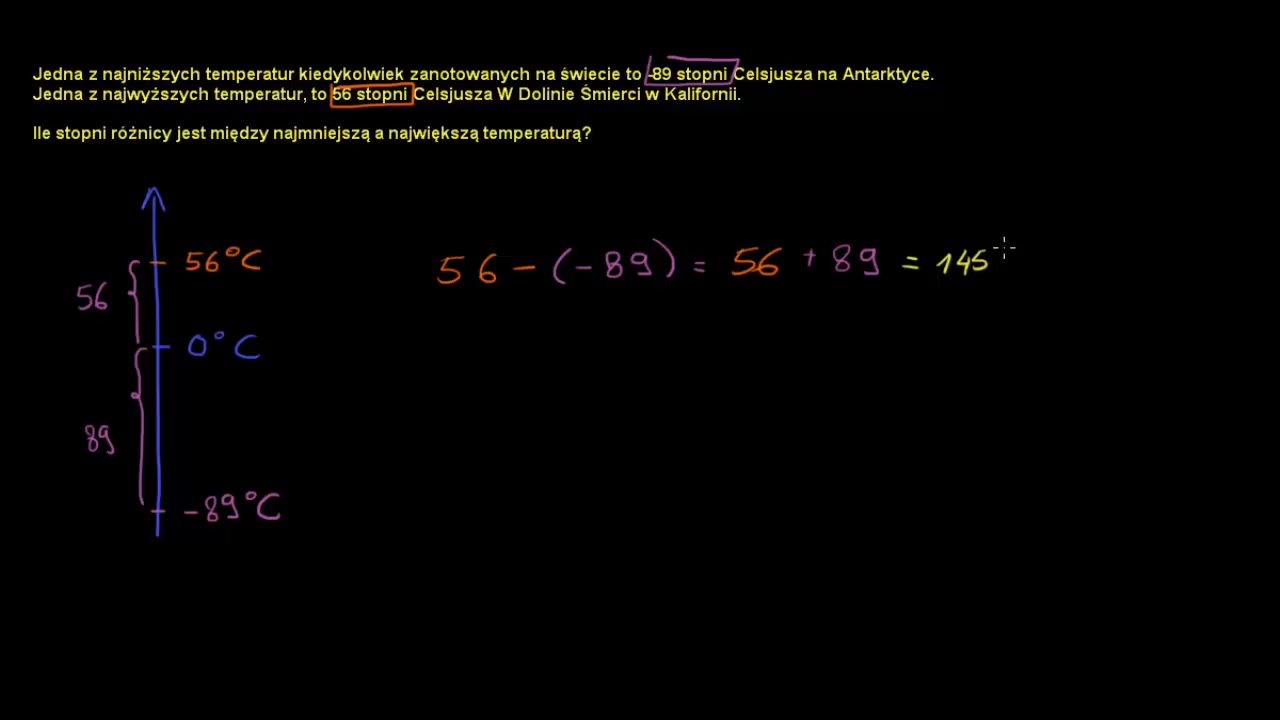 Jedna z najniższych temperatur kiedykolwiek zanotowanych na świecie to -89 stopni Celsjusza na Antarktyce.
Jedna z najwyższych temperatur, to 56 stopni Celsjusza W Dolinie Śmierci w Kalifornii.
Ile stopni różnicy jest między najmniejszą a największą temperaturą?
56°C
56 - (-89) = 56 + 89 = 145
56
0°C
89
-89°C